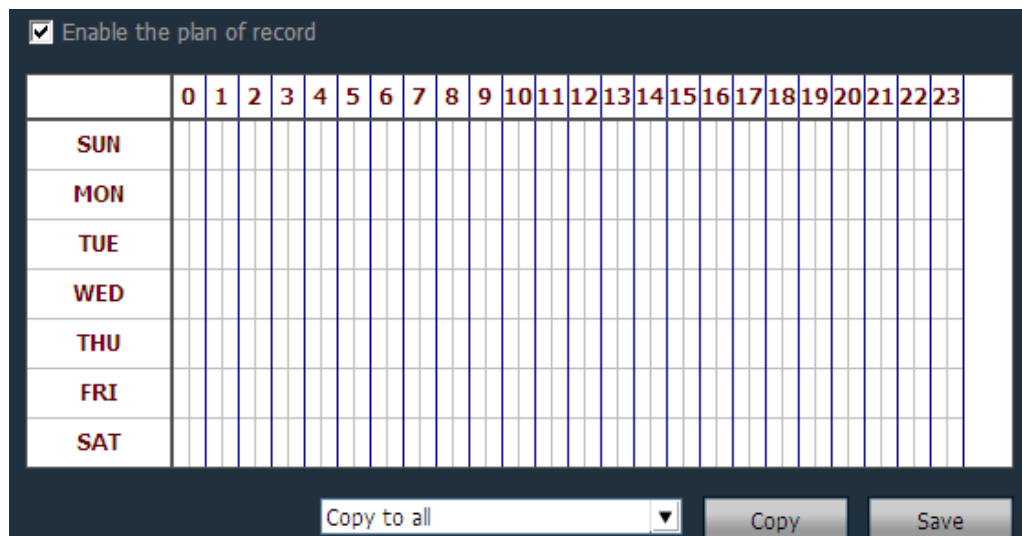 Enable the plan of record
0 1 2 3 4 5 6 7 8 9 10 11 12 13 14 15 16 17 18 19 20 21 22 23
SUN
MON
TUE
WED
THU
FRI
SAT
Copy to all Copy Save